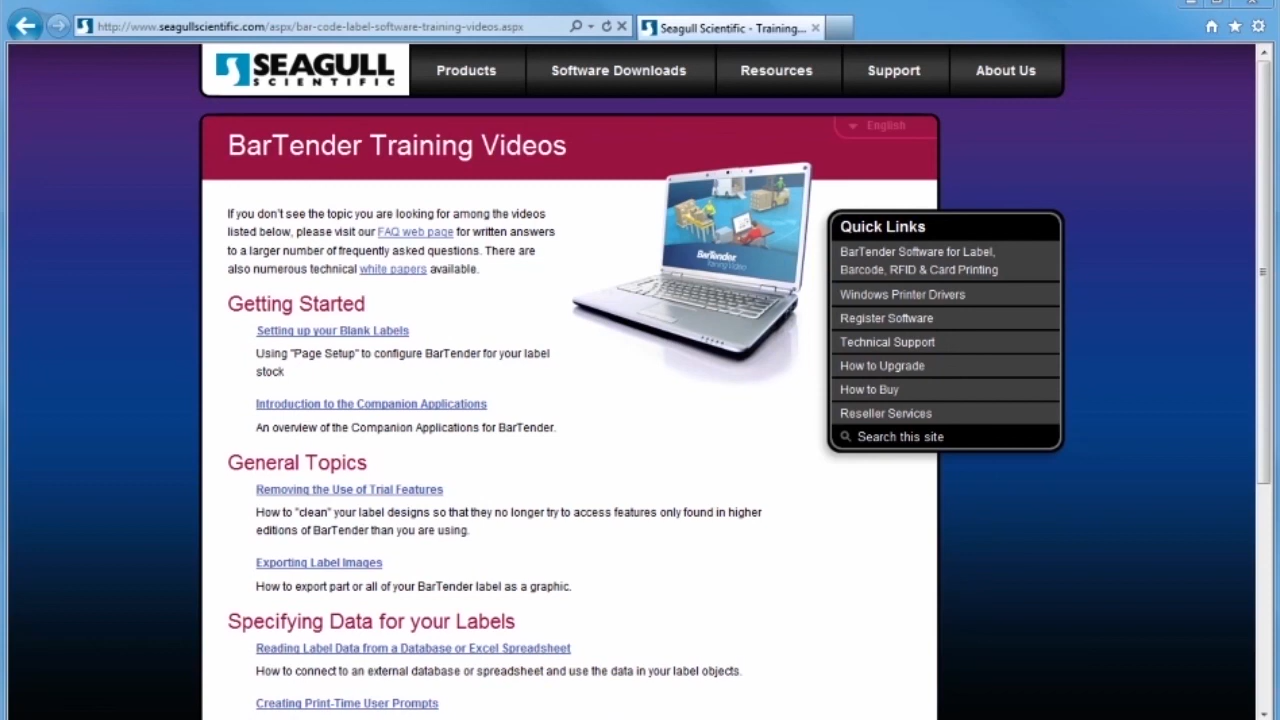 http://www.seagullscientific.com/aspx/bar-code-label-software-training-videos.aspx
Seagull Scientific - Training...
SEAGULL
SCIENTIFIC
Products
Software Downloads
Resources
Support
About Us
English
BarTender Training Videos
If you don't see the topic you are looking for among the videos
listed below, please visit our FAQ web page for written answers
to a larger number of frequently asked questions. There are
also numerous technical white papers available.
BarTender
Training Video
Getting Started
Setting up your Blank Labels
Using "Page Setup" to configure BarTender for your label
stock
Introduction to the Companion Applications
An overview of the Companion Applications for BarTender.
General Topics
Removing the Use of Trial Features
How to "clean" your label designs so that they no longer try to access features only found in higher
editions of BarTender than you are using.
Exporting Label Images
How to export part or all of your BarTender label as a graphic.
Specifying Data for your Labels
Reading Label Data from a Database or Excel Spreadsheet
How to connect to an external database or spreadsheet and use the data in your label objects.
Creating Print-Time User Prompts
Quick Links
BarTender Software for Label,
Barcode, RFID & Card Printing
Windows Printer Drivers
Register Software
Technical Support
How to Upgrade
How to Buy
Reseller Services
Search this site